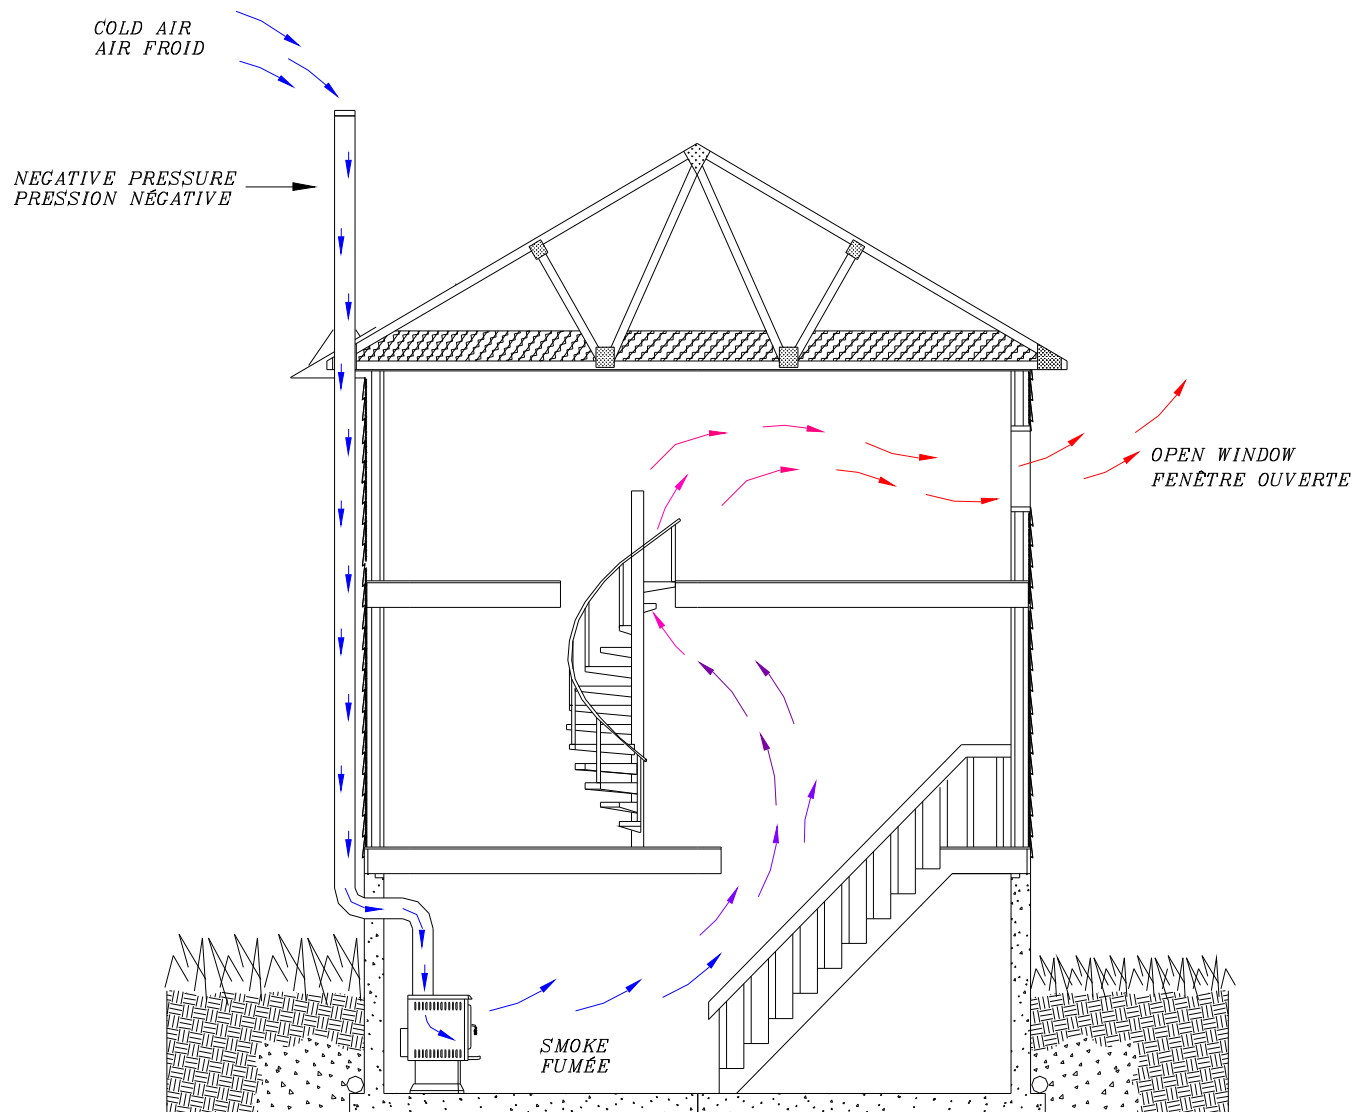 COLD AIR
AIR FROID
NEGATIVE PRESSURE
PRESSION NÉGATIVE
OPEN WINDOW
FENÊTRE OUVERTE
SMOKE
FUMÉE